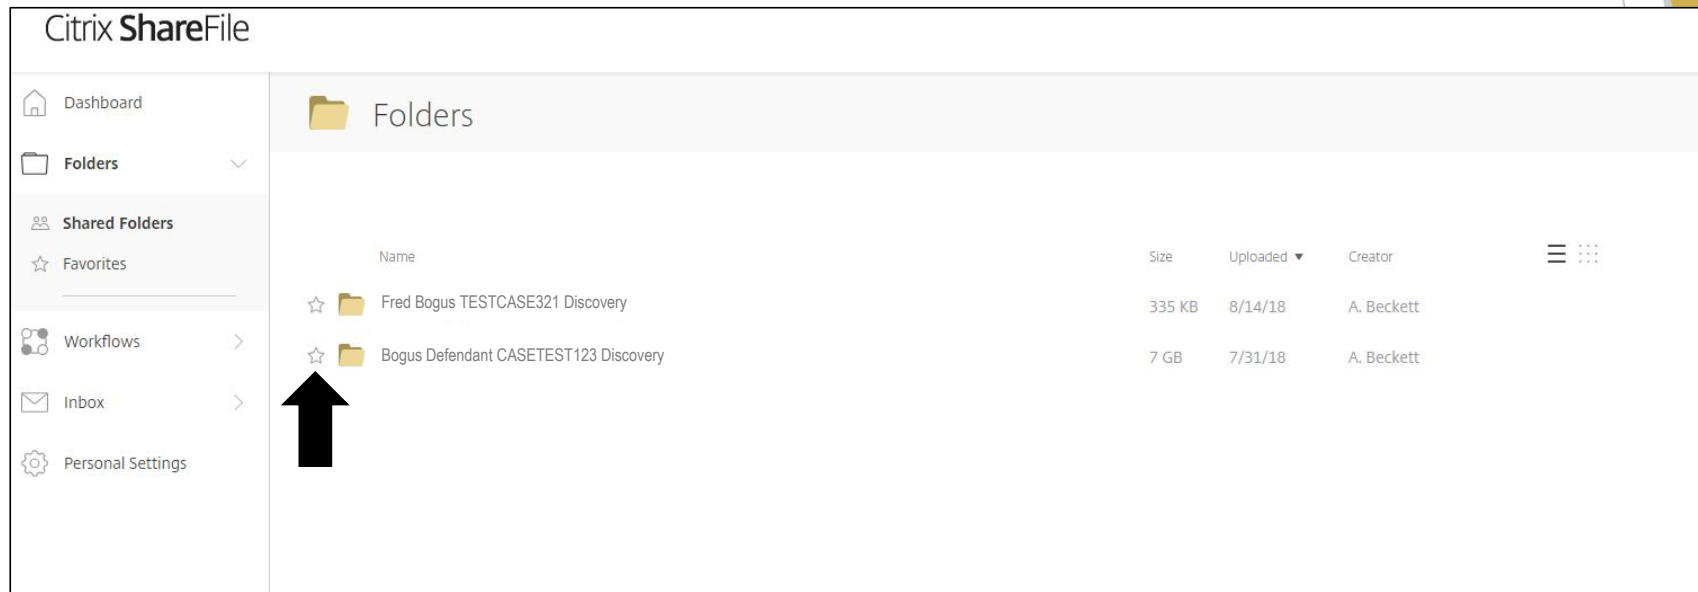 Citrix ShareFile
Dashboard
Folders
Shared Folders
Favorites
Workflows
Inbox
Personal Settings
Folders
Name Size Uploaded ▼ Creator
Fred Bogus TESTCASE321 Discovery 335 KB 8/14/18 A. Beckett
Bogus Defendant CASETEST123 Discovery 7 GB 7/31/18 A. Beckett